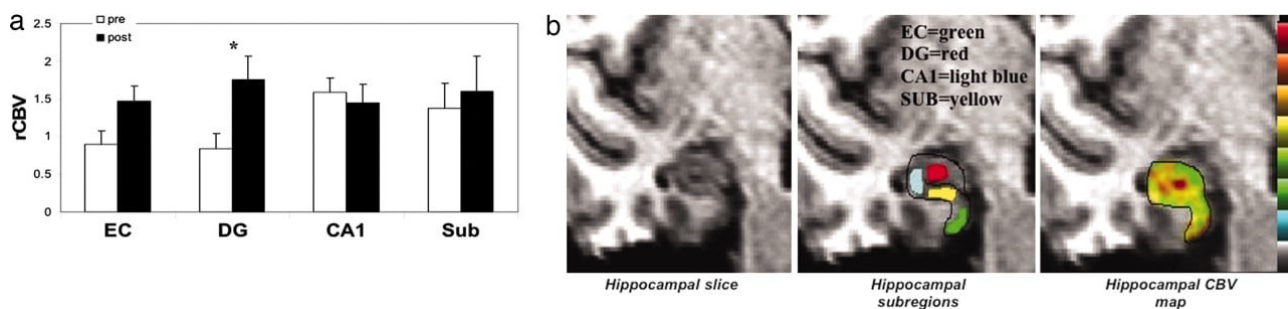 a
2.5
2
1.5
1
0.5
0
rCBV
pre
post
*
EC DG CA1 Sub
b
EC=green
DG=red
CA1=light blue
SUB=yellow
Hippocampal slice
Hippocampal
subregions
Hippocampal CBV
map